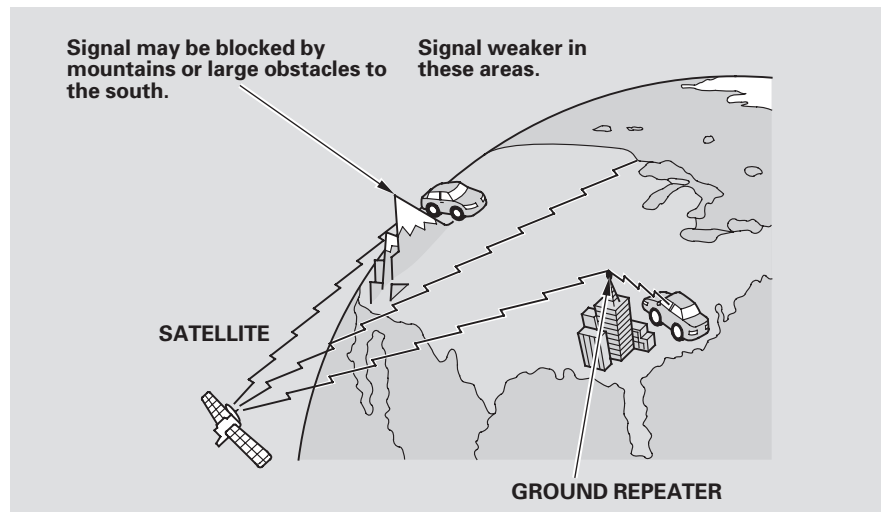 Signal may be blocked by
mountains or large obstacles to
the south.
Signal weaker in
these areas.
SATELLITE
GROUND REPEATER